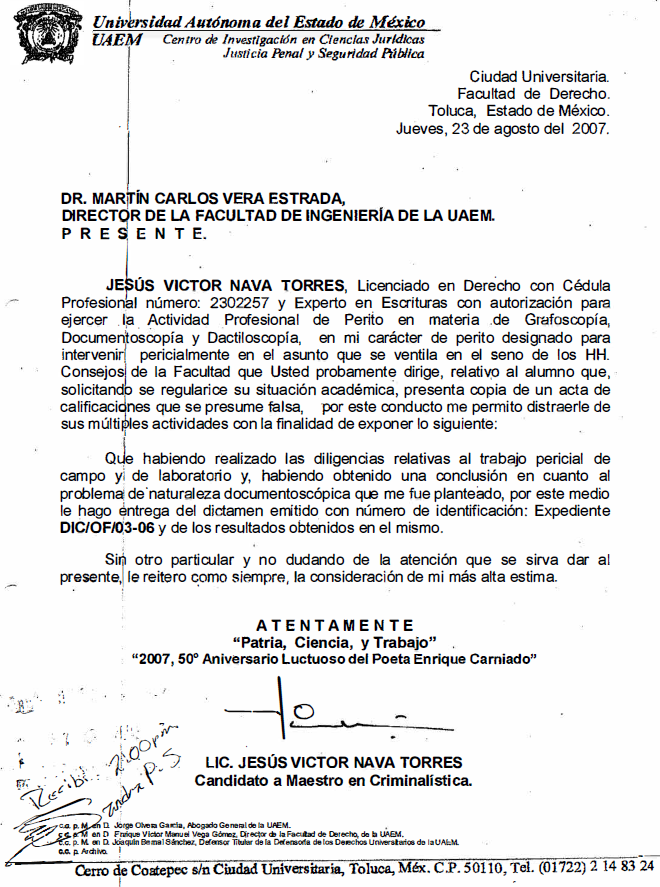 Universidad Autónoma del Estado de México
UAEM Centro de Investigación en Ciencias Jurídicas
Justicia Penal y Seguridad Pública
Ciudad Universitaria.
Facultad de Derecho.
Toluca, Estado de México.
Jueves, 23 de agosto del 2007.
DR. MARTÍN CARLOS VERA ESTRADA,
DIRECTOR DE LA FACULTAD DE INGENIERÍA DE LA UAEM.
P R E S E N T E.
JESÚS VICTOR NAVA TORRES, Licenciado en Derecho con Cédula
Profesional número: 2302257 y Experto en Escrituras con autorización para
ejercer la Actividad Profesional de Perito en materia de Grafoscopía,
Documentoscopía y Dactiloscopía, en mi carácter de perito designado para
intervenir pericialmente en el asunto que se ventila en el seno de los HH.
Consejos de la Facultad que Usted probamente dirige, relativo al alumno que,
solicitando se regularice su situación académica, presenta copia de un acta de
calificaciones que se presume falsa, por este conducto me permito distraerle de
sus múltiples actividades con la finalidad de exponer lo siguiente:
Que habiendo realizado las diligencias relativas al trabajo pericial de
campo y de laboratorio y, habiendo obtenido una conclusión en cuanto al
problema de naturaleza documentoscópica que me fue planteado, por este medio
le hago entrega del dictamen emitido con número de identificación: Expediente
DIC/OF/03-06 y de los resultados obtenidos en el mismo.
Sin otro particular y no dudando de la atención que se sirva dar al
presente, le reitero como siempre, la consideración de mi más alta estima.
A T E N T A M E N T E
"Patria, Ciencia, y Trabajo"
"2007, 50º Aniversario Luctuoso del Poeta Enrique Carniado"
Recibi 2:00pm
P. S
LIC. JESÚS VICTOR NAVA TORRES
Candidato a Maestro en Criminalística.
c.c. p. M. en D. Jorge Olvera García, Abogado General de la UAEM.
c.c. p. M en D Enrique Victor Manuel Vega Gómez, Director de la Facultad de Derecho, de la UAEM.
c.c. p. M. en D. Joaquín Bernal Sánchez, Defensor Titular de la Defensoría de los Derechos Universitarios de la UAEM.
c.c. p. Archivo.
Cerro de Coatepec s/n Ciudad Universitaria, Toluca, Méx. C.P. 50110, Tel. (01722) 2 14 83 24